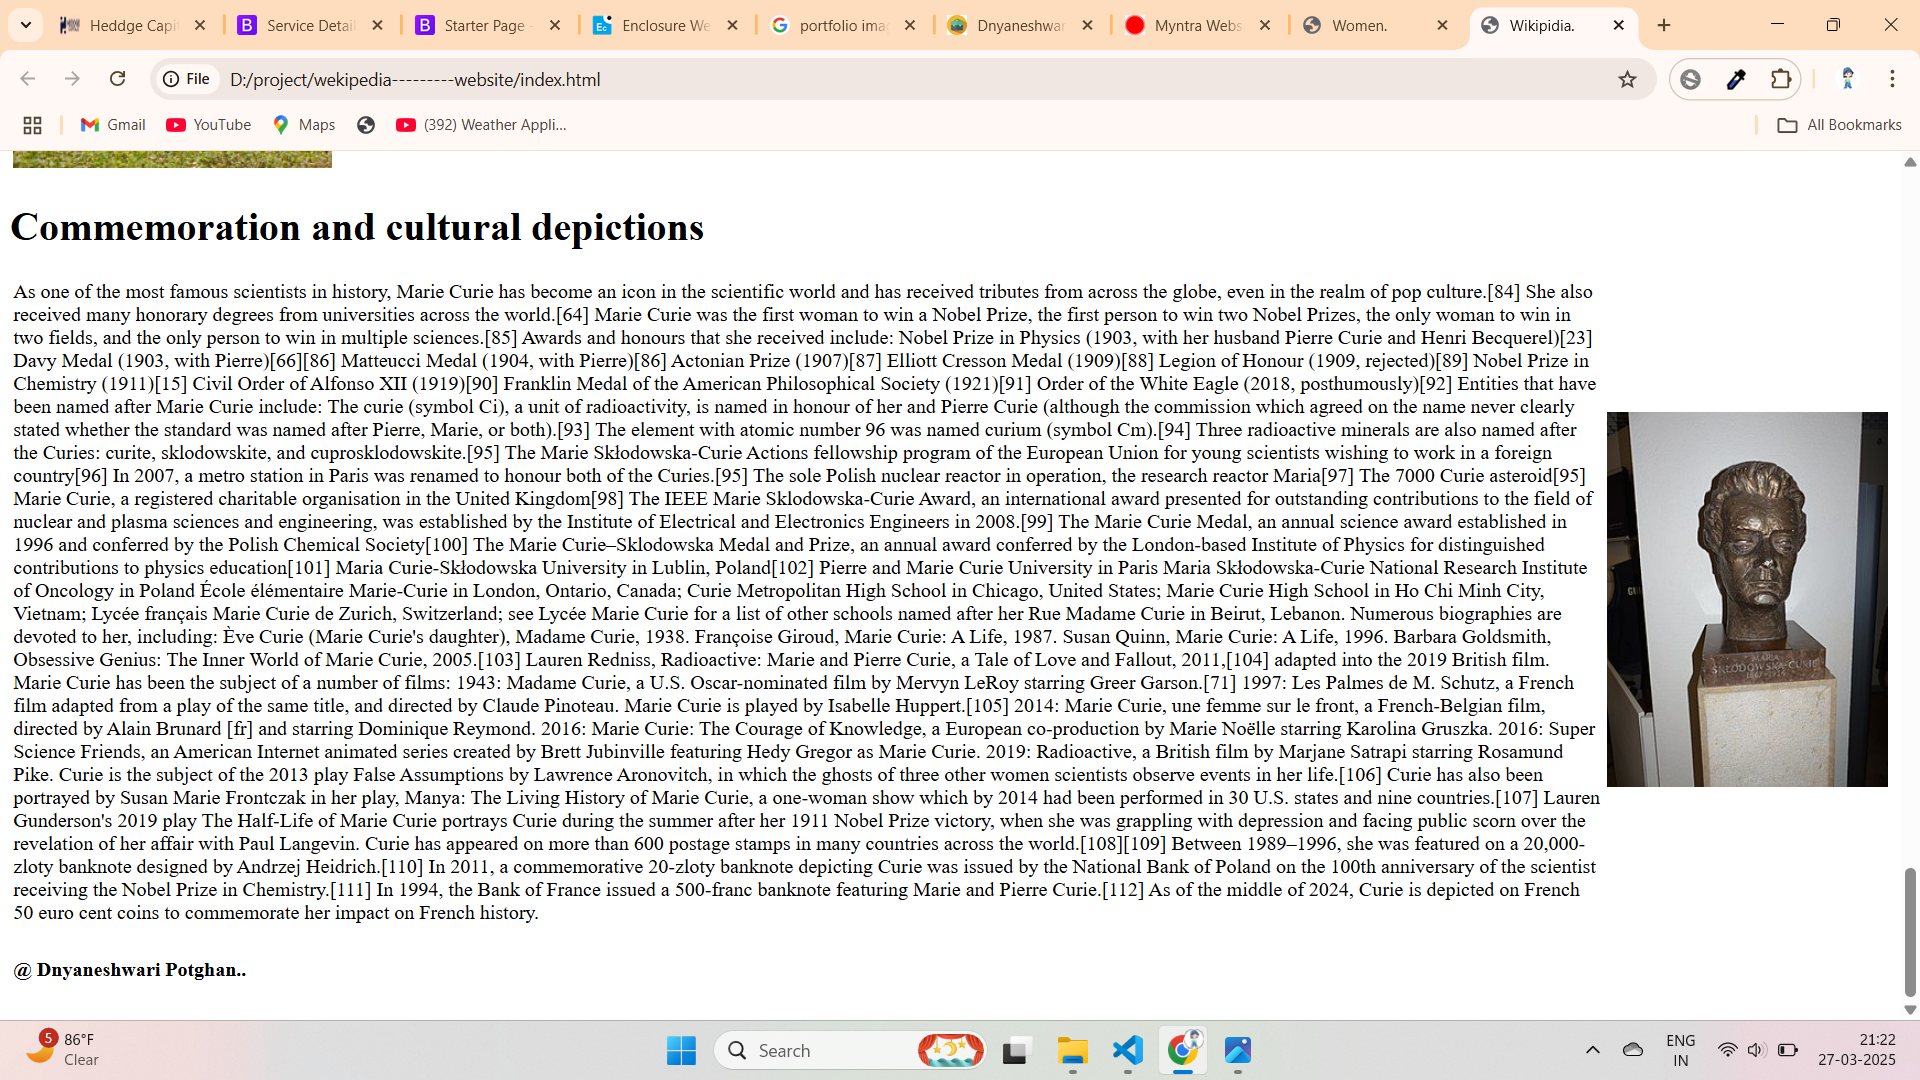 Heddge Capi
Service Detail
Starter Page -
Enclosure We
portfolio ima
Dnyaneshwar
Myntra Webs
Women.
Wikipidia.
File
D:/project/wekipedia---------website/index.html
Gmail
YouTube
Maps
(392) Weather Appli...
All Bookmarks
Commemoration and cultural depictions
As one of the most famous scientists in history, Marie Curie has become an icon in the scientific world and has received tributes from across the globe, even in the realm of pop culture.[84] She also
received many honorary degrees from universities across the world.[64] Marie Curie was the first woman to win a Nobel Prize, the first person to win two Nobel Prizes, the only woman to win in
two fields, and the only person to win in multiple sciences.[85] Awards and honours that she received include: Nobel Prize in Physics (1903, with her husband Pierre Curie and Henri Becquerel)[23]
Davy Medal (1903, with Pierre)[66][86] Matteucci Medal (1904, with Pierre)[86] Actonian Prize (1907)[87] Elliott Cresson Medal (1909)[88] Legion of Honour (1909, rejected)[89] Nobel Prize in
Chemistry (1911)[15] Civil Order of Alfonso XII (1919)[90] Franklin Medal of the American Philosophical Society (1921)[91] Order of the White Eagle (2018, posthumously)[92] Entities that have
been named after Marie Curie include: The curie (symbol Ci), a unit of radioactivity, is named in honour of her and Pierre Curie (although the commission which agreed on the name never clearly
stated whether the standard was named after Pierre, Marie, or both).[93] The element with atomic number 96 was named curium (symbol Cm).[94] Three radioactive minerals are also named after
the Curies: curite, sklodowskite, and cuprosklodowskite.[95] The Marie Skłodowska-Curie Actions fellowship program of the European Union for young scientists wishing to work in a foreign
country[96] In 2007, a metro station in Paris was renamed to honour both of the Curies.[95] The sole Polish nuclear reactor in operation, the research reactor Maria[97] The 7000 Curie asteroid[95]
Marie Curie, a registered charitable organisation in the United Kingdom[98] The IEEE Marie Sklodowska-Curie Award, an international award presented for outstanding contributions to the field of
nuclear and plasma sciences and engineering, was established by the Institute of Electrical and Electronics Engineers in 2008.[99] The Marie Curie Medal, an annual science award established in
1996 and conferred by the Polish Chemical Society[100] The Marie Curie–Sklodowska Medal and Prize, an annual award conferred by the London-based Institute of Physics for distinguished
contributions to physics education[101] Maria Curie-Skłodowska University in Lublin, Poland[102] Pierre and Marie Curie University in Paris Maria Skłodowska-Curie National Research Institute
of Oncology in Poland École élémentaire Marie-Curie in London, Ontario, Canada; Curie Metropolitan High School in Chicago, United States; Marie Curie High School in Ho Chi Minh City,
Vietnam; Lycée français Marie Curie de Zurich, Switzerland; see Lycée Marie Curie for a list of other schools named after her Rue Madame Curie in Beirut, Lebanon. Numerous biographies are
devoted to her, including: Ève Curie (Marie Curie's daughter), Madame Curie, 1938. Françoise Giroud, Marie Curie: A Life, 1987. Susan Quinn, Marie Curie: A Life, 1996. Barbara Goldsmith,
Obsessive Genius: The Inner World of Marie Curie, 2005.[103] Lauren Redniss, Radioactive: Marie and Pierre Curie, a Tale of Love and Fallout, 2011,[104] adapted into the 2019 British film.
Marie Curie has been the subject of a number of films: 1943: Madame Curie, a U.S. Oscar-nominated film by Mervyn LeRoy starring Greer Garson.[71] 1997: Les Palmes de M. Schutz, a French
film adapted from a play of the same title, and directed by Claude Pinoteau. Marie Curie is played by Isabelle Huppert.[105] 2014: Marie Curie, une femme sur le front, a French-Belgian film,
directed by Alain Brunard [fr] and starring Dominique Reymond. 2016: Marie Curie: The Courage of Knowledge, a European co-production by Marie Noëlle starring Karolina Gruszka. 2016: Super
Science Friends, an American Internet animated series created by Brett Jubinville featuring Hedy Gregor as Marie Curie. 2019: Radioactive, a British film by Marjane Satrapi starring Rosamund
Pike. Curie is the subject of the 2013 play False Assumptions by Lawrence Aronovitch, in which the ghosts of three other women scientists observe events in her life.[106] Curie has also been
portrayed by Susan Marie Frontczak in her play, Manya: The Living History of Marie Curie, a one-woman show which by 2014 had been performed in 30 U.S. states and nine countries.[107] Lauren
Gunderson's 2019 play The Half-Life of Marie Curie portrays Curie during the summer after her 1911 Nobel Prize victory, when she was grappling with depression and facing public scorn over the
revelation of her affair with Paul Langevin. Curie has appeared on more than 600 postage stamps in many countries across the world.[108][109] Between 1989–1996, she was featured on a 20,000-
zloty banknote designed by Andrzej Heidrich.[110] In 2011, a commemorative 20-zloty banknote depicting Curie was issued by the National Bank of Poland on the 100th anniversary of the scientist
receiving the Nobel Prize in Chemistry.[111] In 1994, the Bank of France issued a 500-franc banknote featuring Marie and Pierre Curie.[112] As of the middle of 2024, Curie is depicted on French
50 euro cent coins to commemorate her impact on French history.
MARIA
SKŁODOWSKA-CURIE
@ Dnyaneshwari Potghan..
5
86°F
Clear
Search
ENG
IN
21:22
27-03-2025